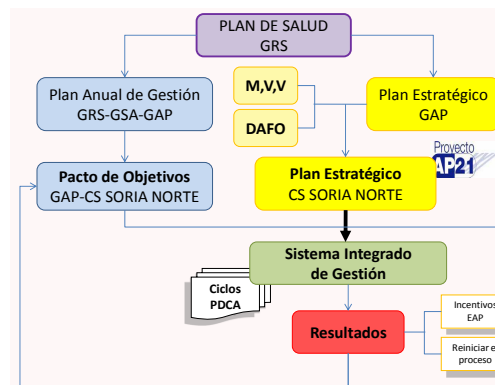 PLAN DE SALUD
GRS
Plan Anual de Gestión
GRS-GSA-GAP
M,V,V
DAFO
Plan Estratégico
GAP
Proyecto
AP21
Pacto de Objetivos
GAP-CS SORIA NORTE
Plan Estratégico
CS SORIA NORTE
Sistema Integrado
de Gestión
Ciclos
PDCA
Resultados
Incentivos
EAP
Reiniciar e
proceso